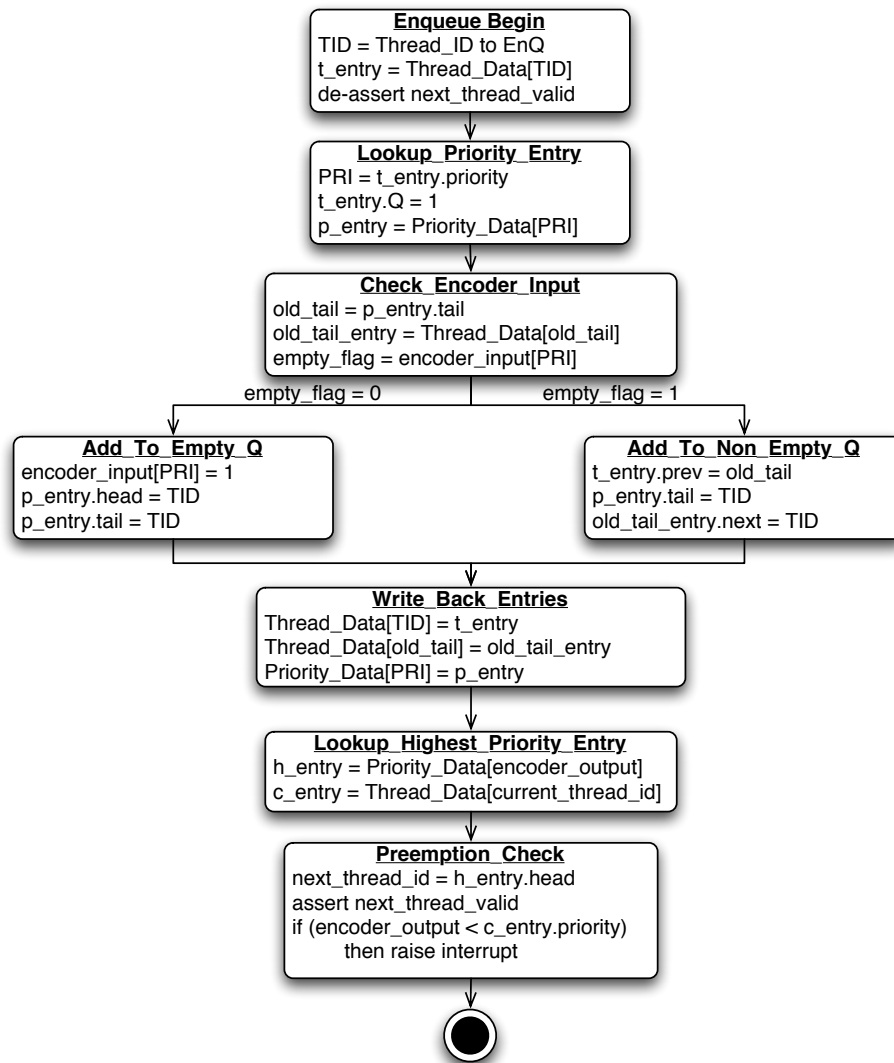 Enqueue Begin
TID = Thread_ID to EnQ
t_entry = Thread_Data[TID]
de-assert next_thread_valid
Lookup_Priority_Entry
PRI = t_entry.priority
t_entry.Q = 1
p_entry = Priority_Data[PRI]
Check_Encoder_Input
old_tail = p_entry.tail
old_tail_entry = Thread_Data[old_tail]
empty_flag = encoder_input[PRI]
empty_flag = 0
empty_flag = 1
Add_To_Empty_Q
encoder_input[PRI] = 1
p_entry.head = TID
p_entry.tail = TID
Add_To_Non_Empty_Q
t_entry.prev = old_tail
p_entry.tail = TID
old_tail_entry.next = TID
Write_Back_Entries
Thread_Data[TID] = t_entry
Thread_Data[old_tail] = old_tail_entry
Priority_Data[PRI] = p_entry
Lookup_Highest_Priority_Entry
h_entry = Priority_Data[encoder_output]
c_entry = Thread_Data[current_thread_id]
Preemption_Check
next_thread_id = h_entry.head
assert next_thread_valid
if (encoder_output < c_entry.priority)
then raise interrupt